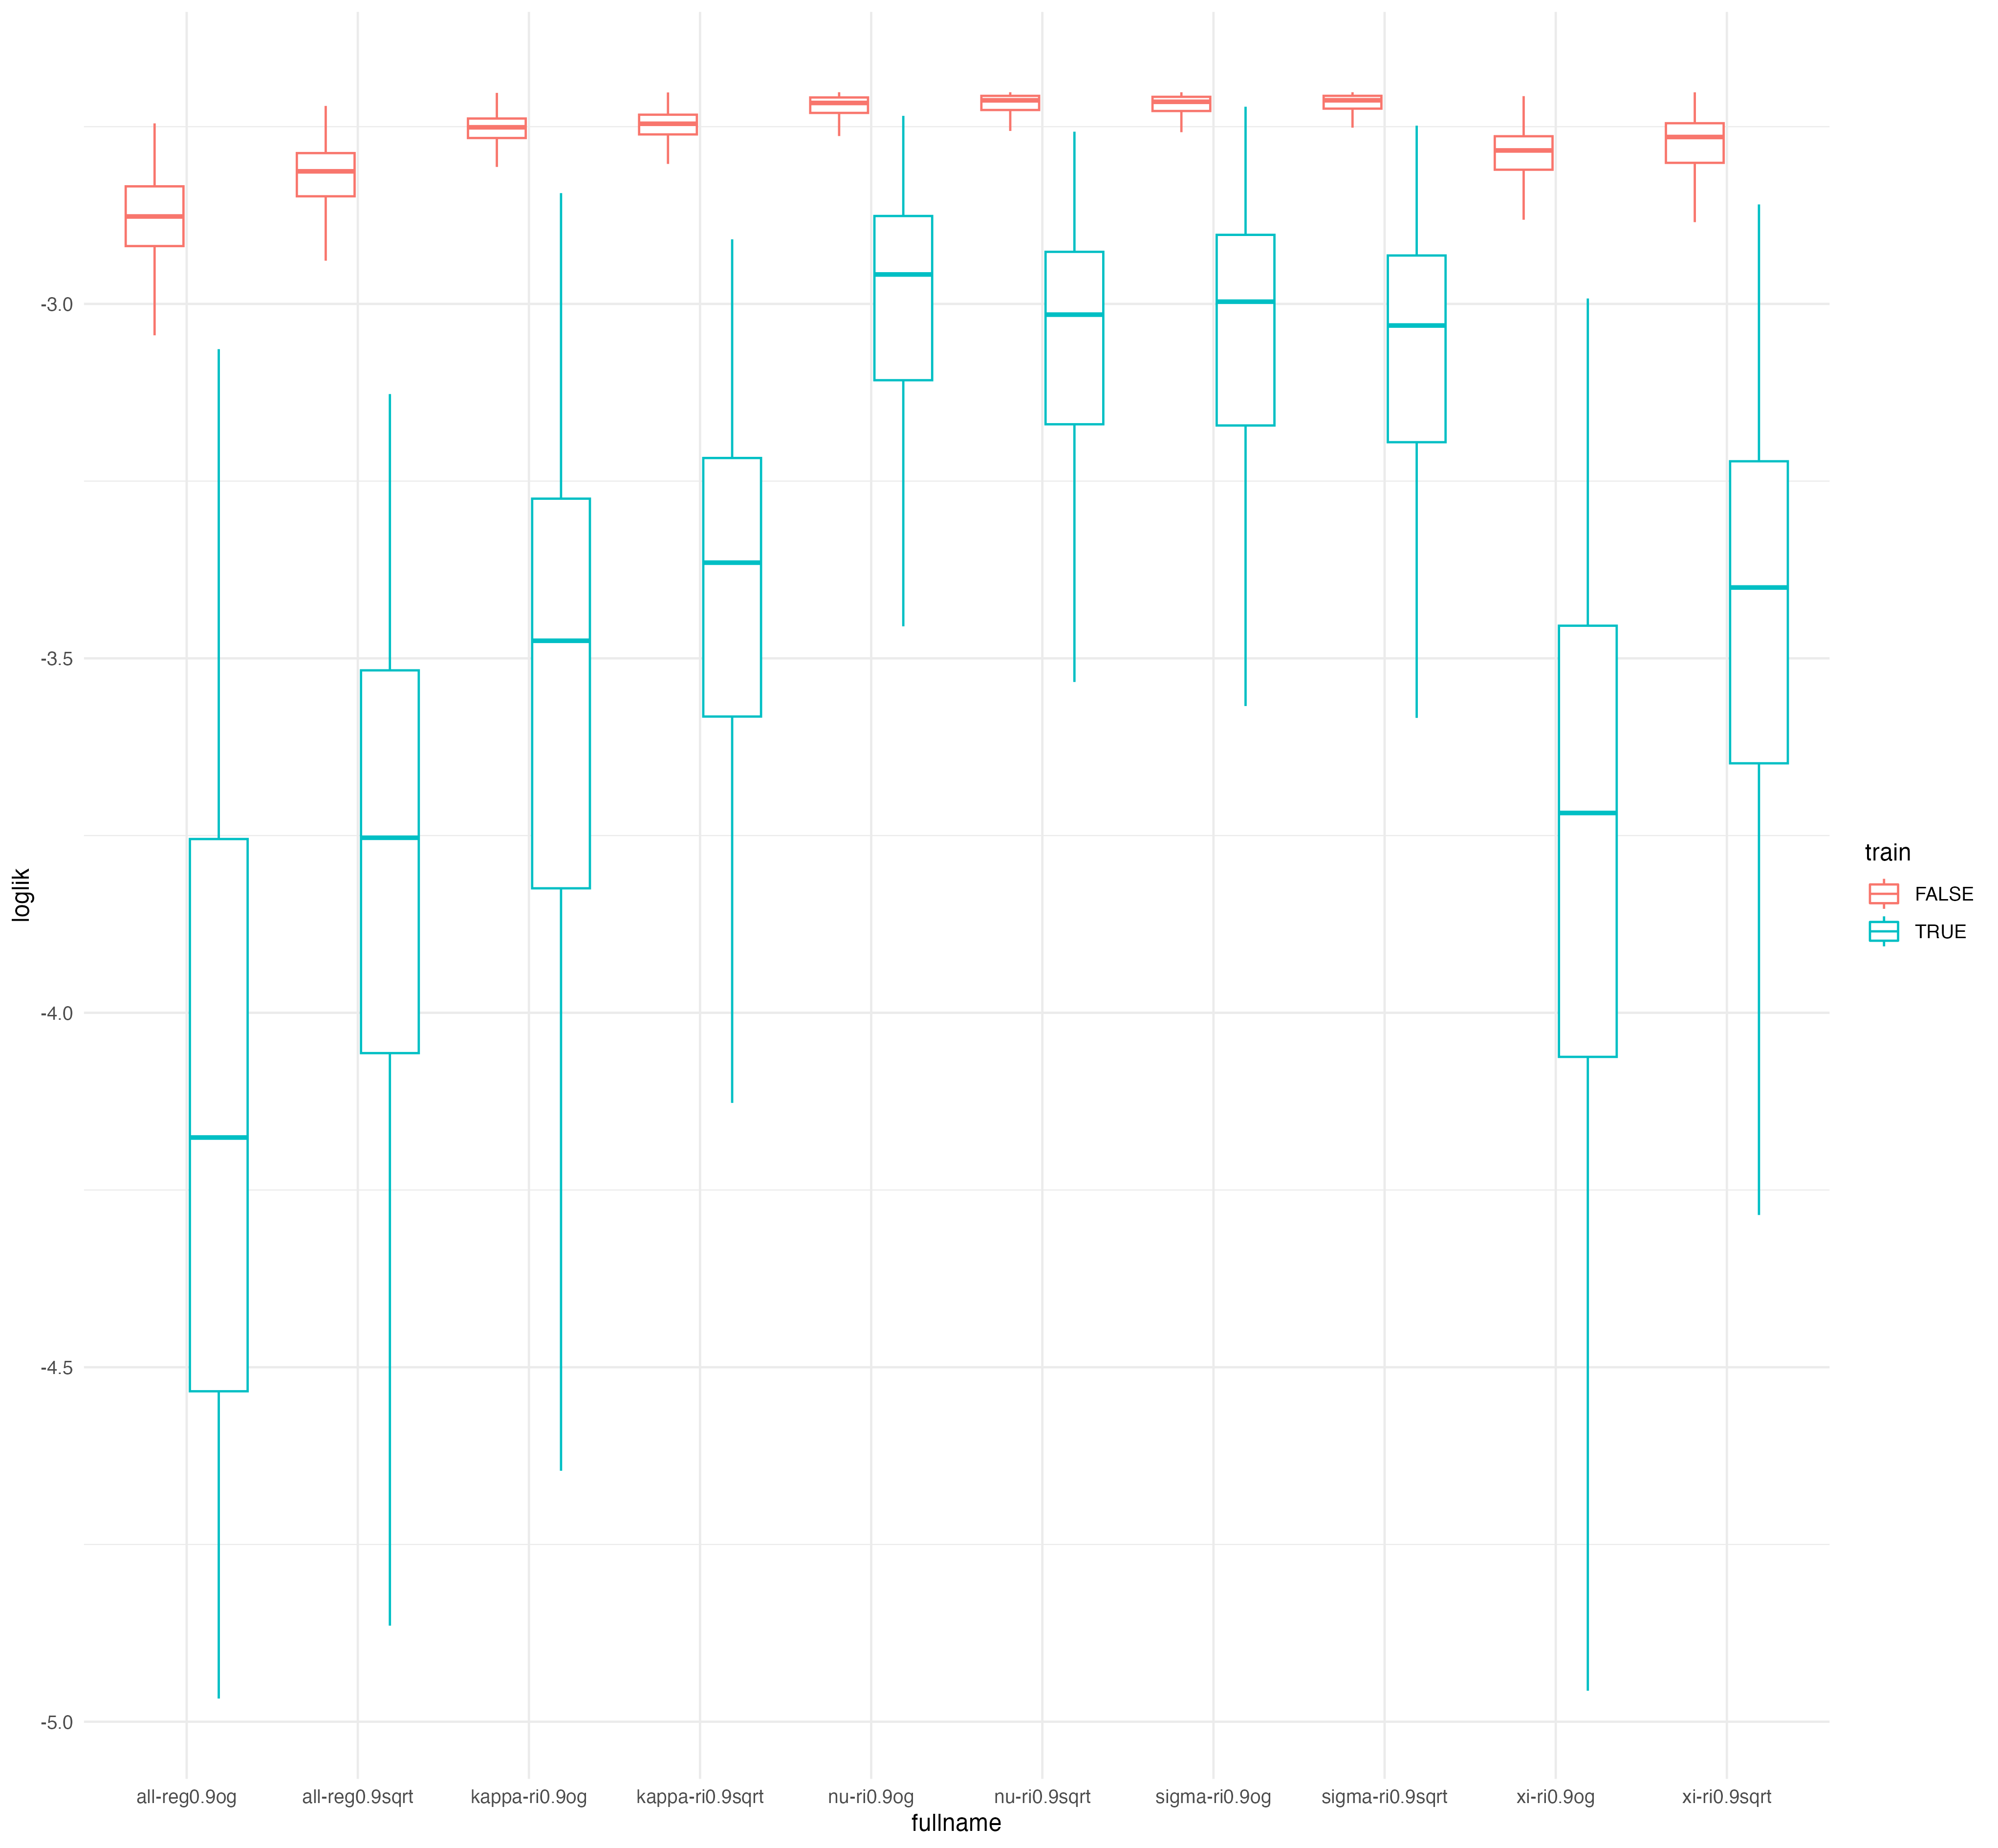 loglik
-3.0
-3.5
-4.0
-4.5
-5.0
all-reg0.9og all-reg0.9sqrt kappa-ri0.9og kappa-ri0.9sqrt nu-ri0.9og nu-ri0.9sqrt sigma-ri0.9og sigma-ri0.9sqrt xi-ri0.9og xi-ri0.9sqrt
fullname
train
FALSE
TRUE